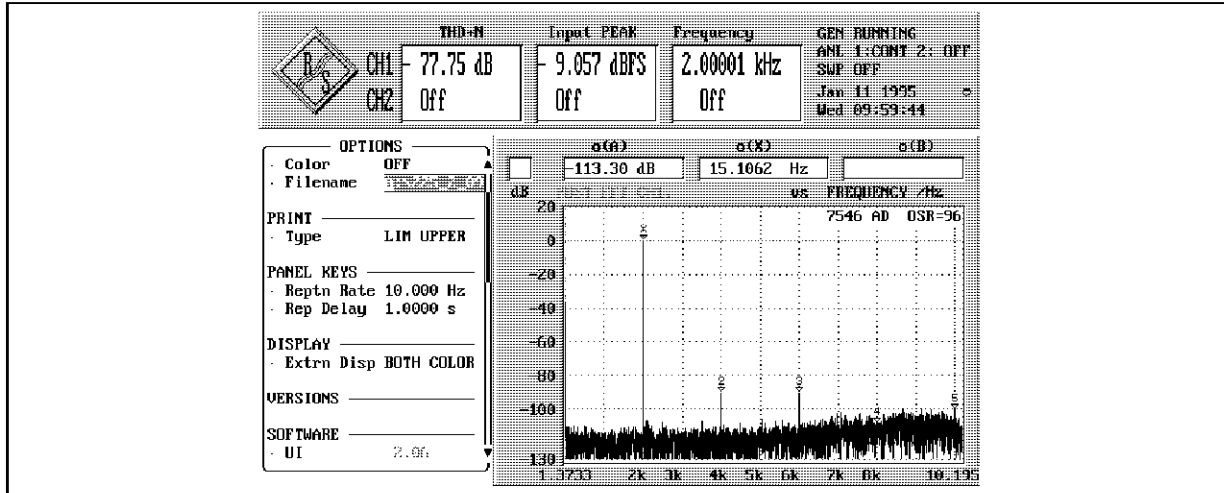 THD+N Input PEAK Frequency GEN RUNNING
ANL 1:CONT 2: OFF
CH1 - 77.75 dB - 9.057 dBFS 2.00001 kHz SWP OFF
R S
Jan 11 1995
CH2 Off Off Off Wed 09:59:44
OPTIONS
· Color OFF
· Filename
PRINT
· Type LIM UPPER
PANEL KEYS
· Reptn Rate 10.000 Hz
· Rep Delay 1.0000 s
DISPLAY
· Extrn Disp BOTH COLOR
VERSIONS
SOFTWARE
· UI 2.06
o(A) o(X) o(B)
-113.30 dB 15.1062 Hz
dB vs FREQUENCY /Hz
7546 AD OSR=96
20
0
-20
-40
-60
80
-100
130
1.3733 2k 3k 4k 5k 6k 7k 8k 10.195